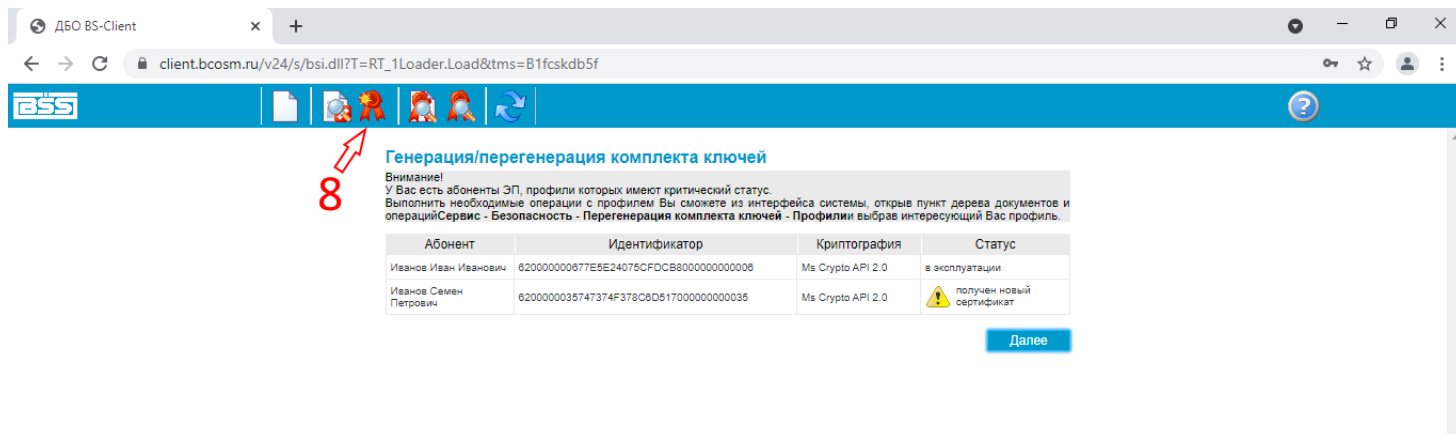 ДБО BS-Client
client.bcosm.ru/v24/s/bsi.dll?T=RT_1Loader.Load&tms=B1fcskdb5f
BSS
?
8
Генерация/перегенерация комплекта ключей
Внимание!
У Вас есть абоненты ЭП, профили которых имеют критический статус.
Выполнить необходимые операции с профилем Вы сможете из интерфейса системы, открыв пункт дерева документов и
операцийСервис - Безопасность - Перегенерация комплекта ключей - Профилии выбрав интересующий Вас профиль.
Абонент Идентификатор Криптография Статус
Иванов Иван Иванович 620000000677E5E24075CFDCB8000000000006 Ms Crypto API 2.0 в эксплуатации
Иванов Семен Петрович 6200000035747374F378C6D517000000000035 Ms Crypto API 2.0 получен новый сертификат
Далее